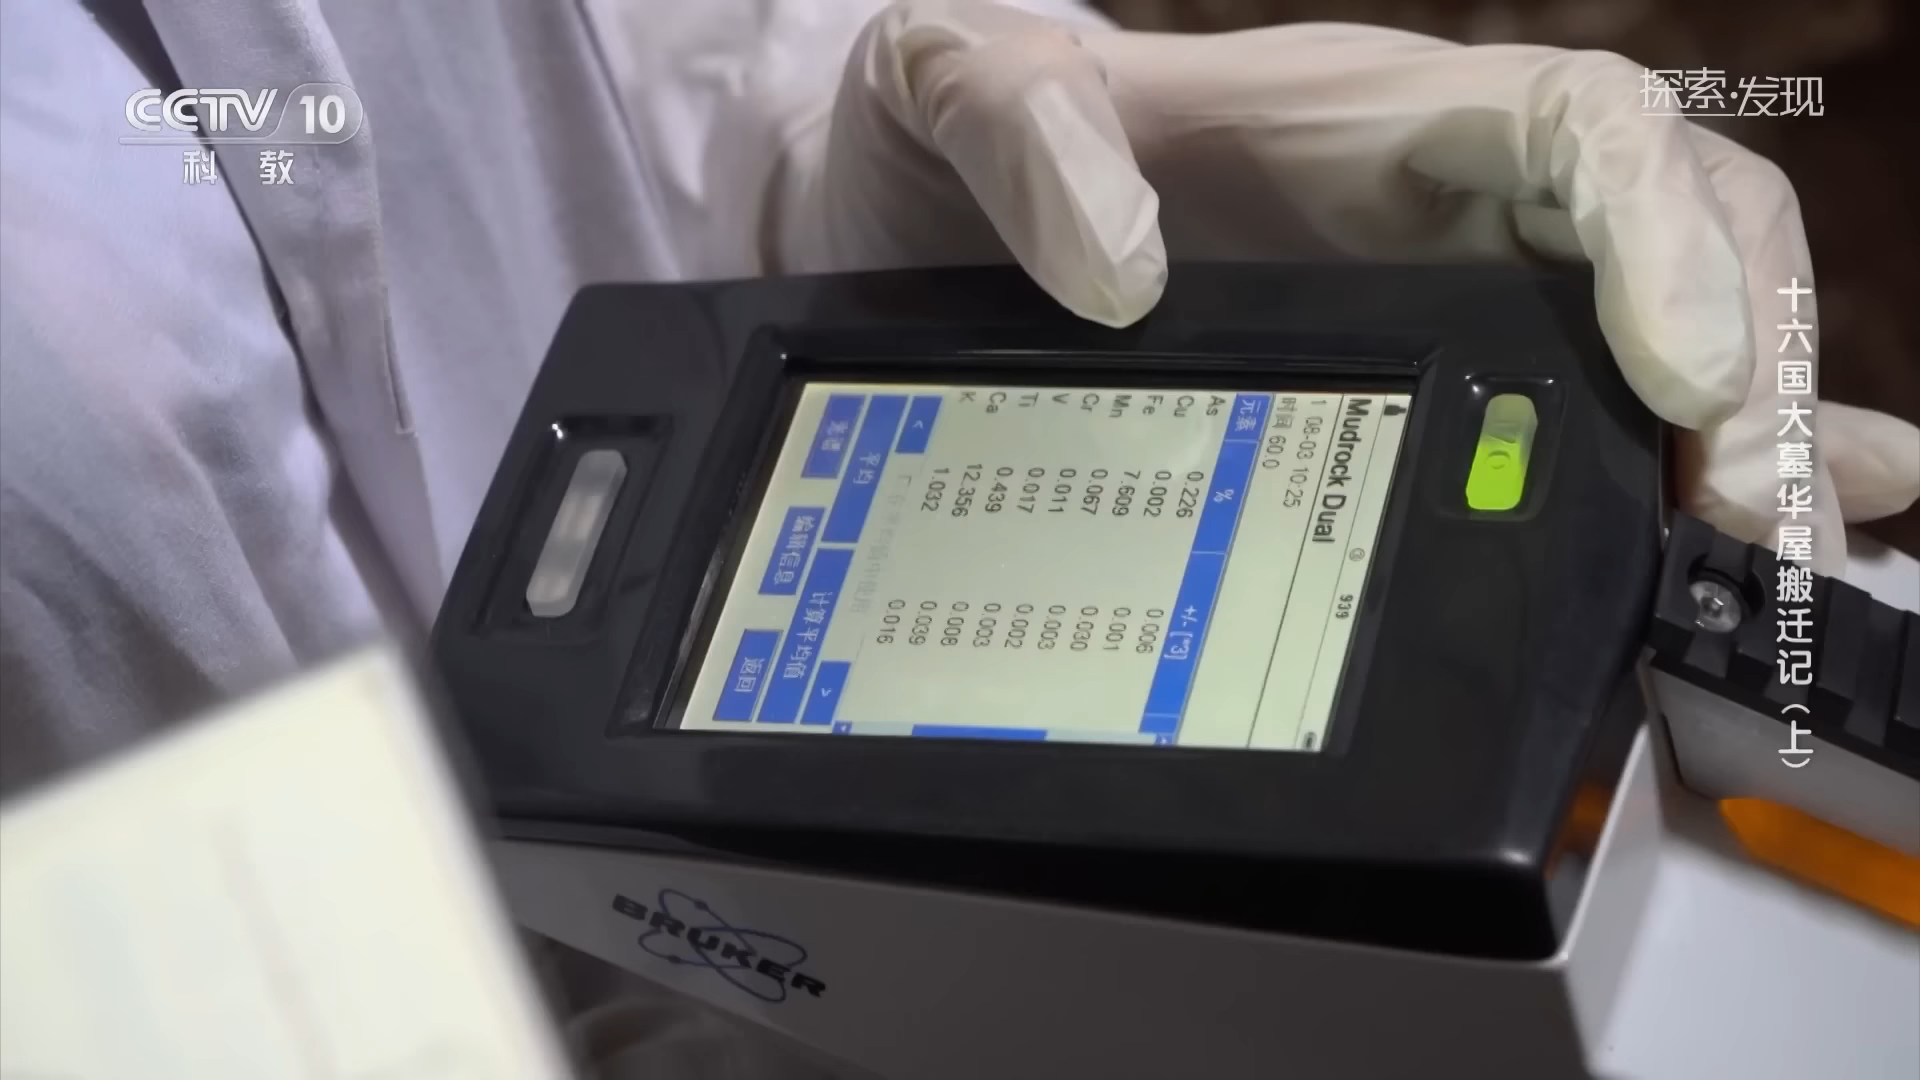 CCTV 10
科教
探索·发现
十六国大墓华屋搬迁记（上）
Mudrock Dual 939
1 08-03 10-25
时间 60.0
元素 % +/- [*3]
As 0.226 0.006
Cu 0.002 0.001
Fe 7.609 0.030
Mn 0.067 0.003
Cr 0.011 0.002
V 0.017 0.003
Ti 0.439 0.008
Ca 12.356 0.039
K 1.032 0.016
< >
平均 计算平均值
光谱 编辑信息 返回
BRUKER